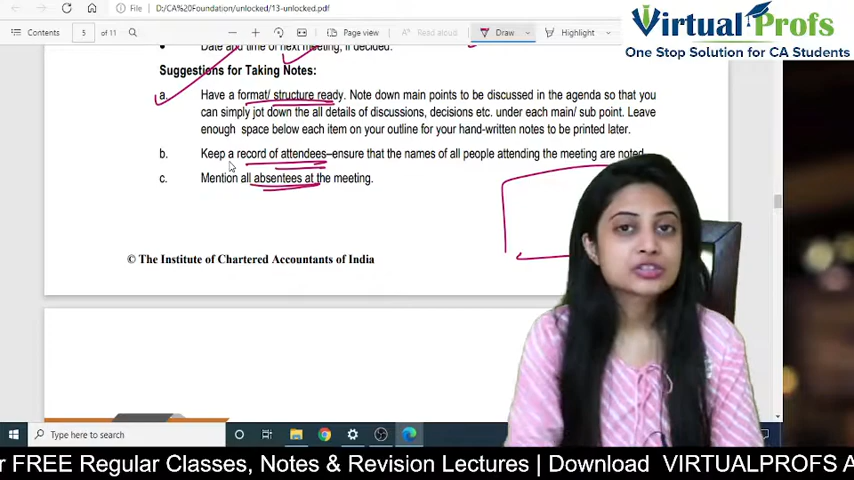 File
D:/CA%20Foundation/unlocked/13-unlocked.pdf
Virtual Profs
One Stop Solution for CA Students
5 of 11
Page view
Read aloud
Draw
Highlight
Date and time of next meeting, if decided.
Suggestions for Taking Notes:
a. Have a format/ structure ready. Note down main points to be discussed in the agenda so that you
can simply jot down the all details of discussions, decisions etc. under each main/ sub point. Leave
enough space below each item on your outline for your hand-written notes to be printed later.
b. Keep a record of attendees–ensure that the names of all people attending the meeting are noted.
c. Mention all absentees at the meeting.
© The Institute of Chartered Accountants of India
Type here to search
r FREE Regular Classes, Notes & Revision Lectures | Download VIRTUALPROFS A